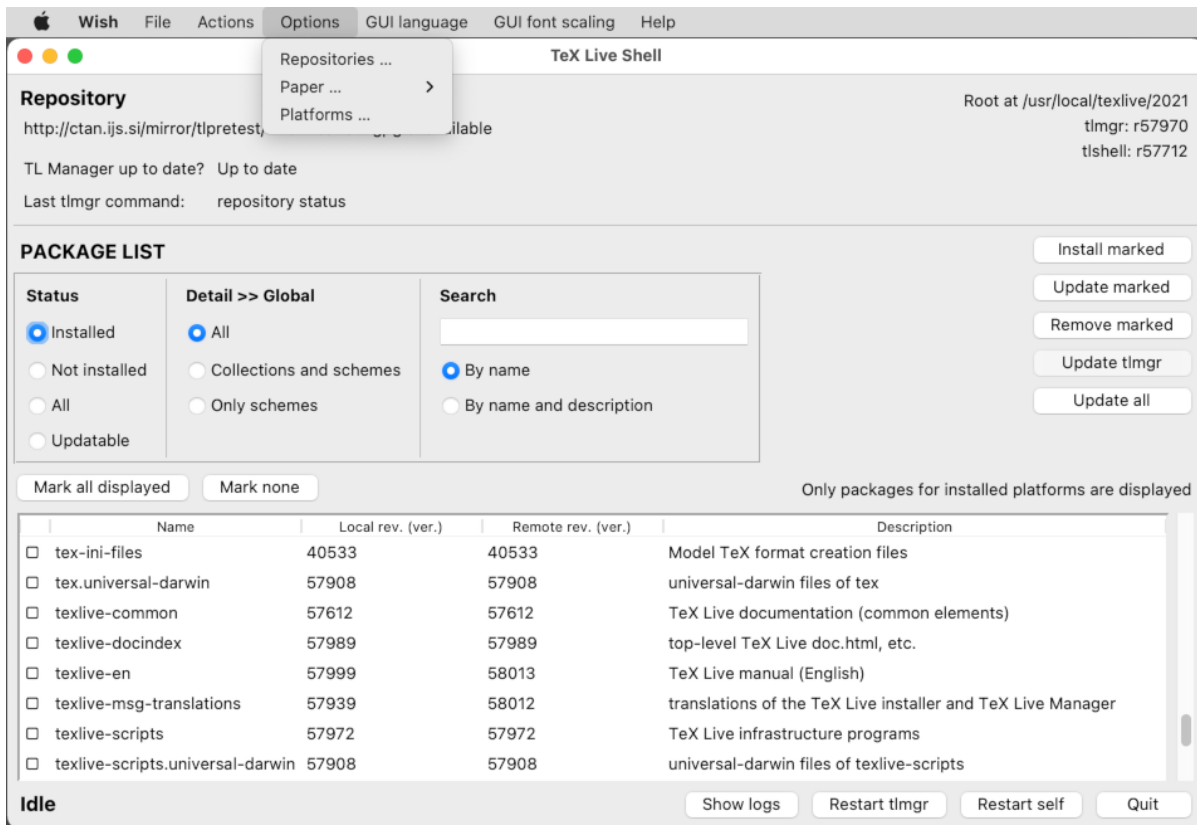 Wish File Actions Options GUI language GUI font scaling Help
TeX Live Shell
Repositories ...
Paper ...
Platforms ...
Repository
http://ctan.ijs.si/mirror/tlpretest/
Root at /usr/local/texlive/2021
tlmgr: r57970
tlshell: r57712
TL Manager up to date? Up to date
Last tlmgr command: repository status
PACKAGE LIST
Status
Installed
Not installed
All
Updatable
Detail >> Global
All
Collections and schemes
Only schemes
Search
By name
By name and description
Install marked
Update marked
Remove marked
Update tlmgr
Update all
Mark all displayed Mark none
Only packages for installed platforms are displayed
Name Local rev. (ver.) Remote rev. (ver.) Description
tex-ini-files 40533 40533 Model TeX format creation files
tex.universal-darwin 57908 57908 universal-darwin files of tex
texlive-common 57612 57612 TeX Live documentation (common elements)
texlive-docindex 57989 57989 top-level TeX Live doc.html, etc.
texlive-en 57999 58013 TeX Live manual (English)
texlive-msg-translations 57939 58012 translations of the TeX Live installer and TeX Live Manager
texlive-scripts 57972 57972 TeX Live infrastructure programs
texlive-scripts.universal-darwin 57908 57908 universal-darwin files of texlive-scripts
Idle
Show logs Restart tlmgr Restart self Quit